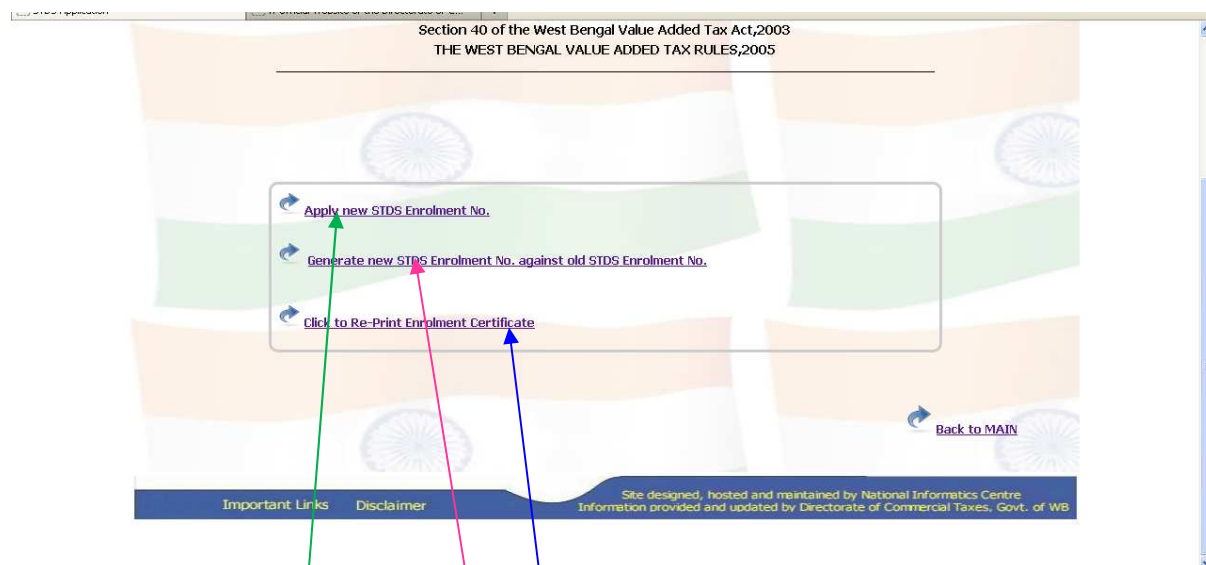 STDS Application
Section 40 of the West Bengal Value Added Tax Act,2003
THE WEST BENGAL VALUE ADDED TAX RULES,2005
Apply new STDS Enrolment No.
Generate new STDS Enrolment No. against old STDS Enrolment No.
Click to Re-Print Enrolment Certificate
Back to MAIN
Important Links Disclaimer
Site designed, hosted and maintained by National Informatics Centre
Information provided and updated by Directorate of Commercial Taxes, Govt. of WB